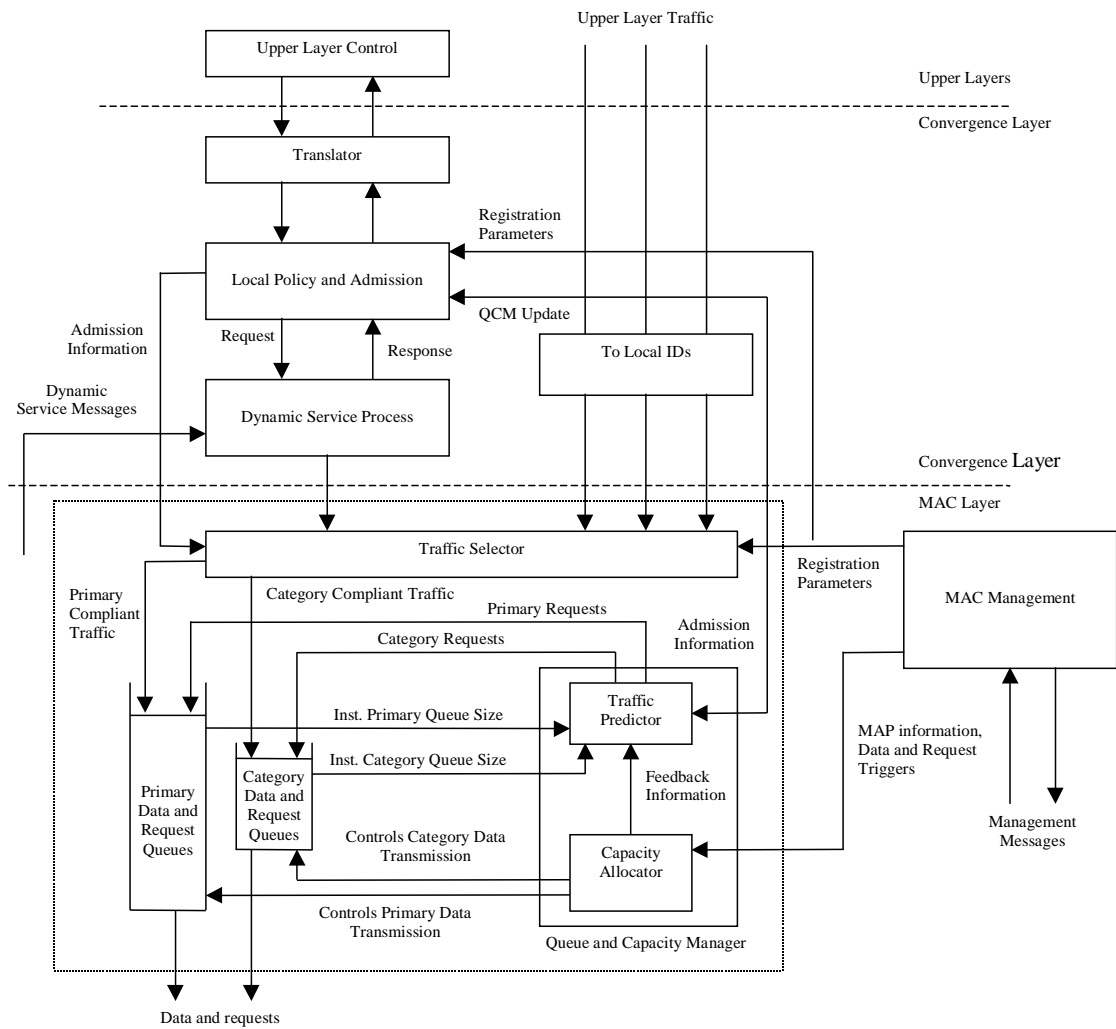 Upper Layer Traffic
Upper Layer Control
Upper Layers
Convergence Layer
Translator
Registration
Parameters
Local Policy and Admission
QCM Update
Admission
Information
Request
Response
To Local IDs
Dynamic
Service Messages
Dynamic Service Process
Convergence Layer
MAC Layer
Traffic Selector
Registration
Parameters
MAC Management
Primary
Compliant
Traffic
Category Compliant Traffic
Primary Requests
Category Requests
Admission
Information
Traffic
Predictor
Inst. Primary Queue Size
Inst. Category Queue Size
MAP information,
Data and Request
Triggers
Primary
Data and
Request
Queues
Category
Data and
Request
Queues
Feedback
Information
Management
Messages
Controls Category Data
Transmission
Capacity
Allocator
Controls Primary Data
Transmission
Queue and Capacity Manager
Data and requests